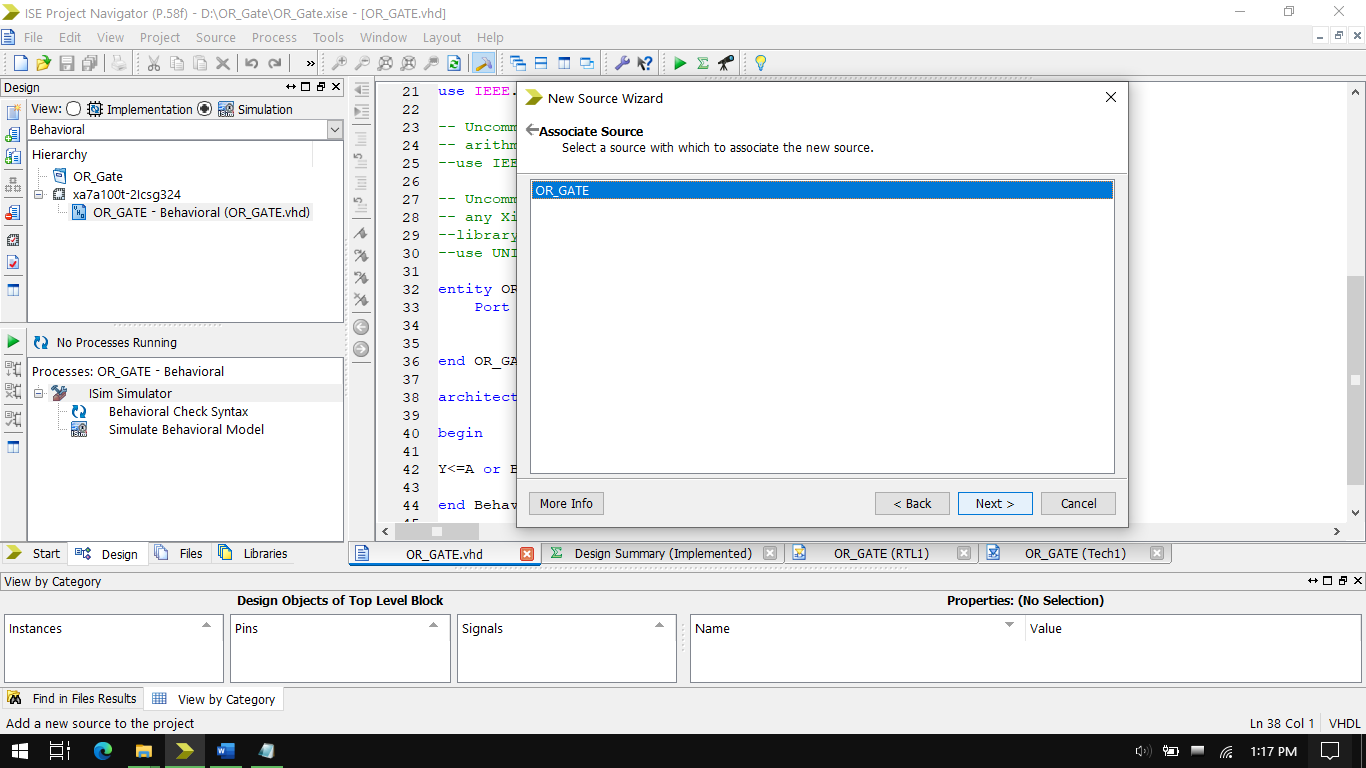 ISE Project Navigator (P.58f) - D:\OR_Gate\OR_Gate.xise - [OR_GATE.vhd]
File Edit View Project Source Process Tools Window Layout Help
»
Design
View: Implementation Simulation
Behavioral
Hierarchy
OR_Gate
xa7a100t-2lcsg324
OR_GATE - Behavioral (OR_GATE.vhd)
No Processes Running
Processes: OR_GATE - Behavioral
ISim Simulator
Behavioral Check Syntax
Simulate Behavioral Model
Start Design Files Libraries
21 use IEEE.
22
23 -- Uncomm
24 -- arithm
25 --use IEE
26
27 -- Uncomm
28 -- any Xi
29 --library
30 --use UNI
31
32 entity OR
33 Port
34
35
36 end OR_GA
37
38 architect
39
40 begin
41
42 Y<=A or B
43
44 end Behav
45
New Source Wizard
Associate Source
Select a source with which to associate the new source.
OR_GATE
More Info < Back Next > Cancel
OR_GATE.vhd Design Summary (Implemented) OR_GATE (RTL1) OR_GATE (Tech1)
View by Category
Design Objects of Top Level Block Properties: (No Selection)
Instances Pins Signals Name Value
Find in Files Results View by Category
Add a new source to the project Ln 38 Col 1 VHDL
1:17 PM